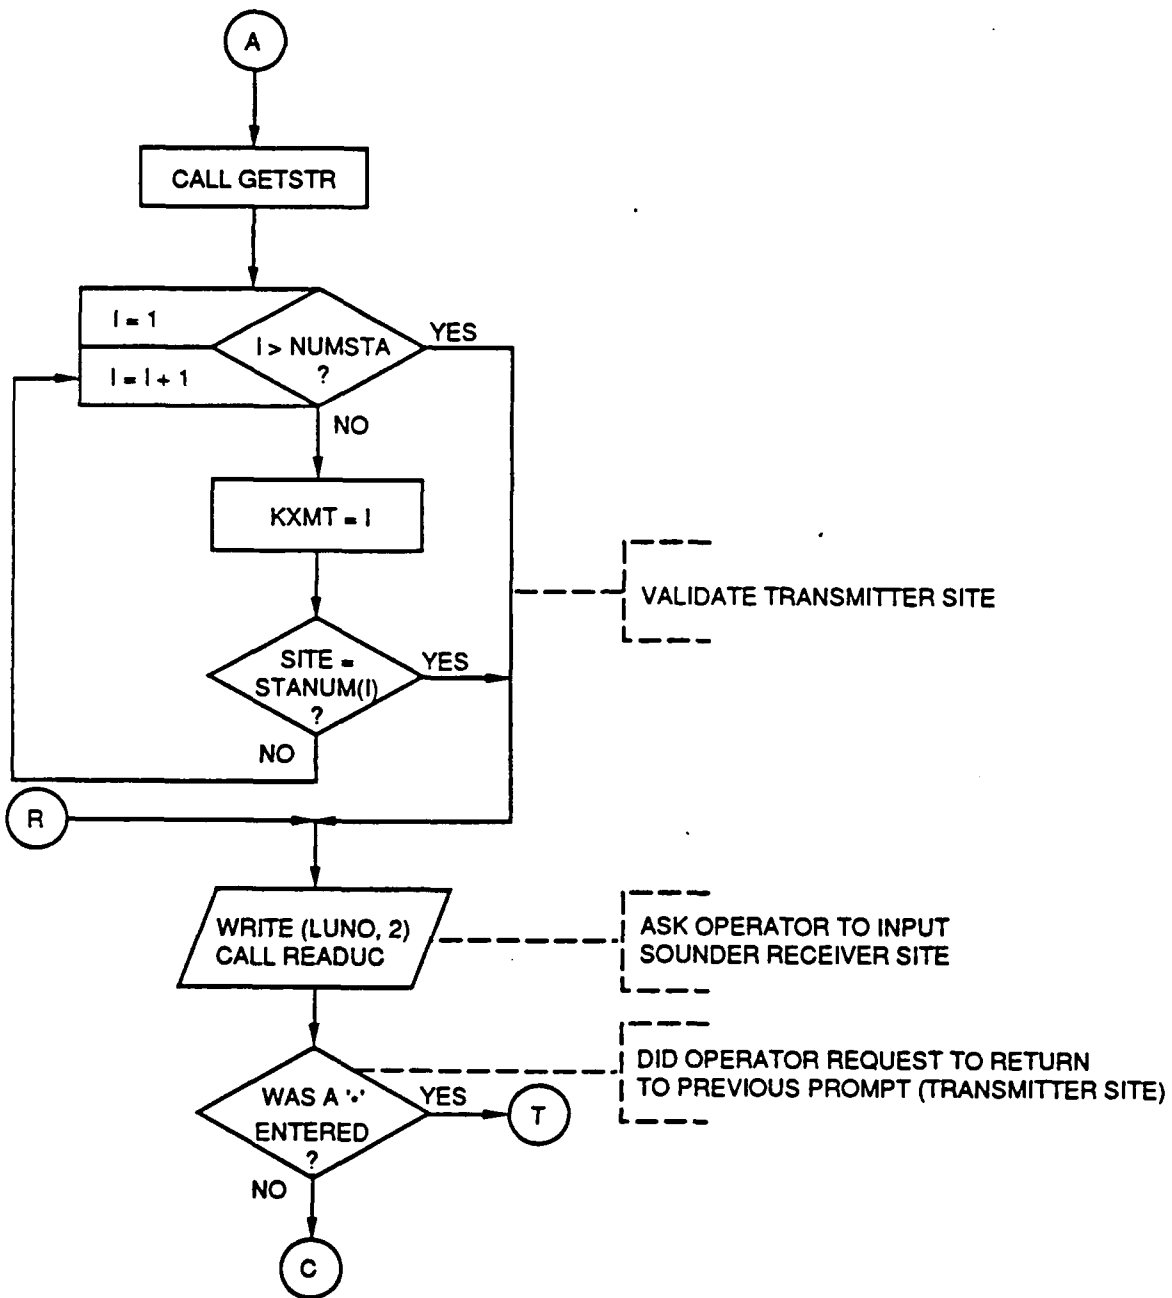 A
CALL GETSTR
I = 1
I > NUMSTA
?
YES
I = I + 1
NO
KXMT = I
VALIDATE TRANSMITTER SITE
SITE =
STANUM(I)
?
YES
NO
R
WRITE (LUNO, 2)
CALL READUC
ASK OPERATOR TO INPUT
SOUNDER RECEIVER SITE
DID OPERATOR REQUEST TO RETURN
TO PREVIOUS PROMPT (TRANSMITTER SITE)
WAS A
ENTERED
?
YES
T
NO
C